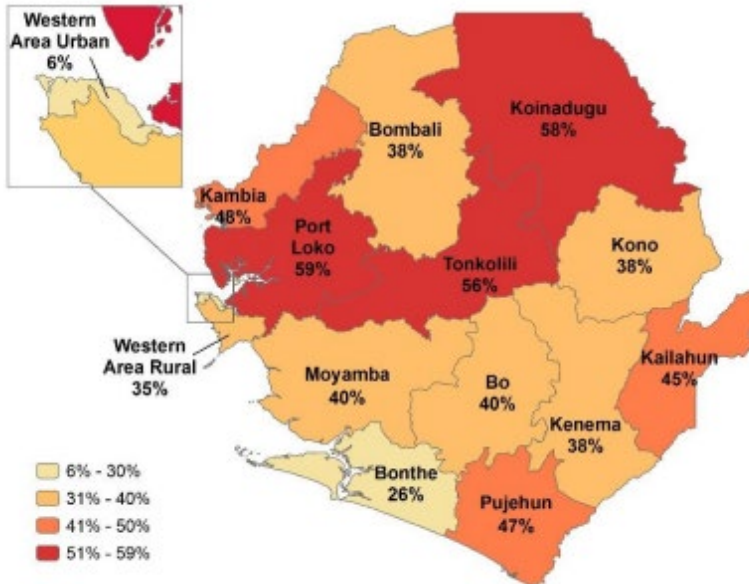 Western
Area Urban
6%
Koinadugu
58%
Bombali
38%
Kambia
48%
Port
Loko
59%
Tonkolili
56%
Kono
38%
Western
Area Rural
35%
Moyamba
40%
Bo
40%
Kailahun
45%
Kenema
38%
Bonthe
26%
Pujehun
47%
6% - 30%
31% - 40%
41% - 50%
51% - 59%